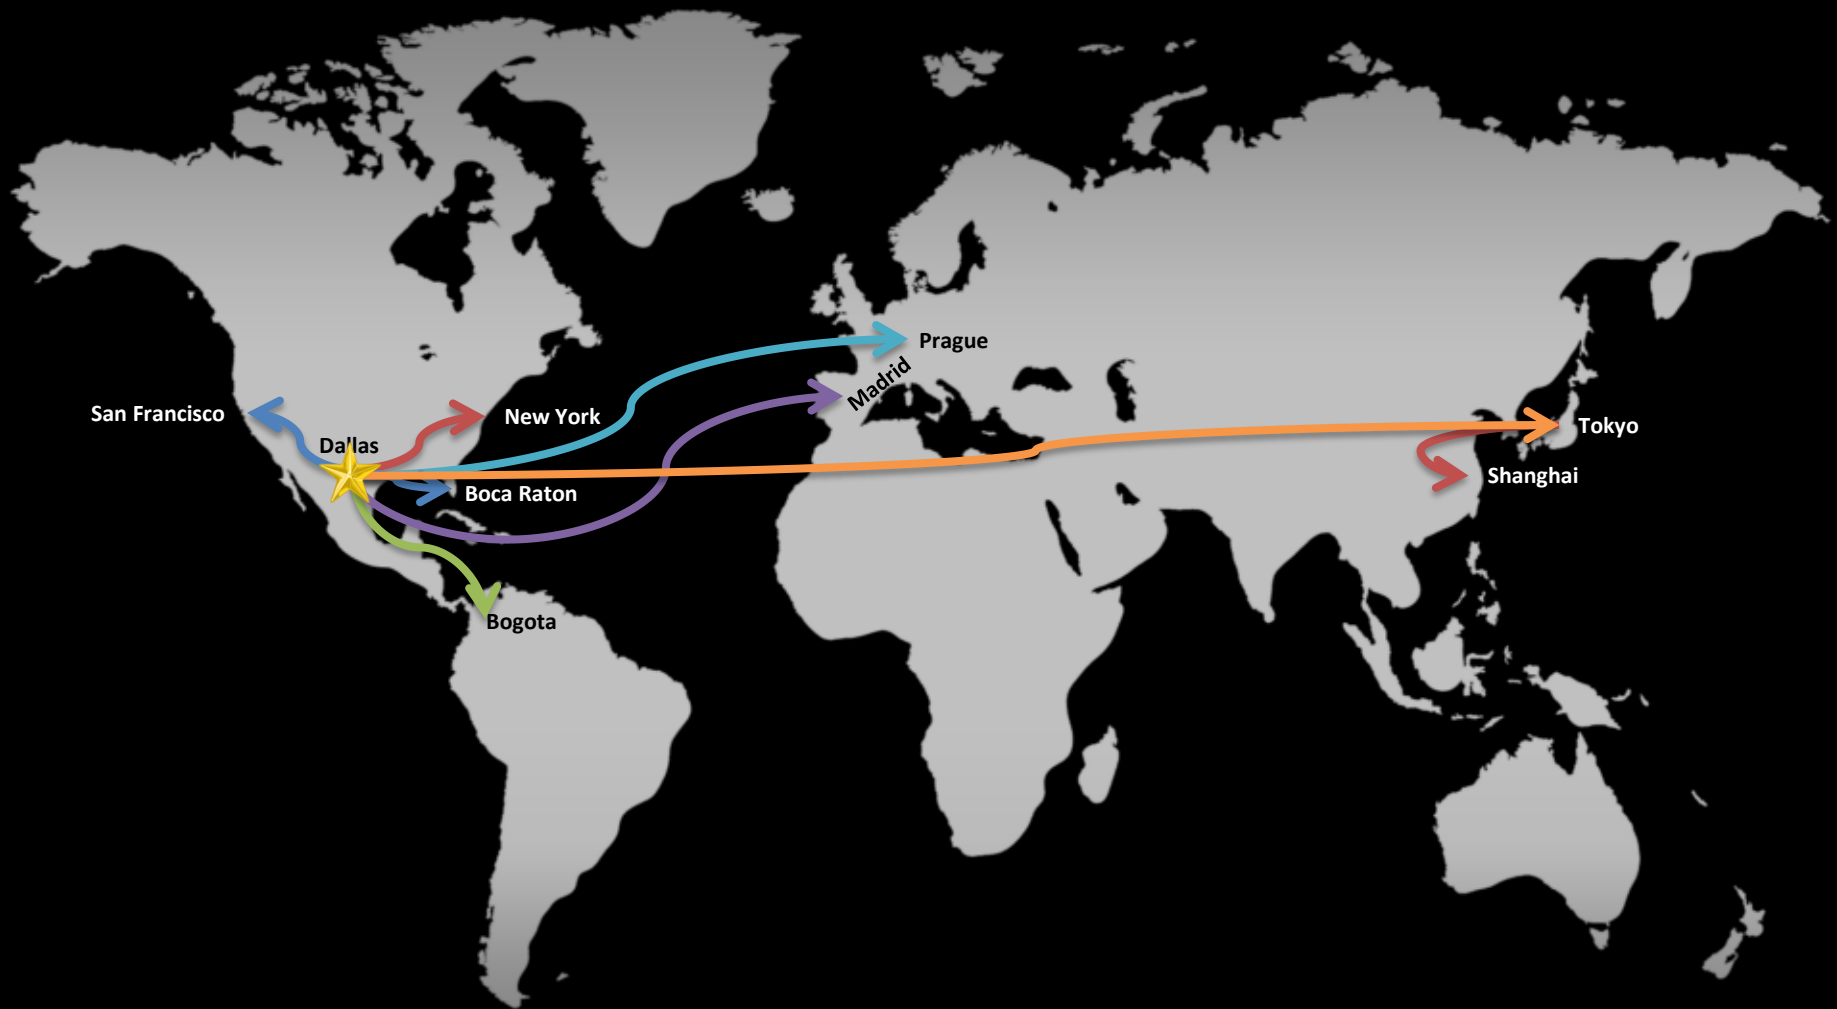 Prague
Madrid
San Francisco
New York
Tokyo
Dallas
Shanghai
Boca Raton
Bogota